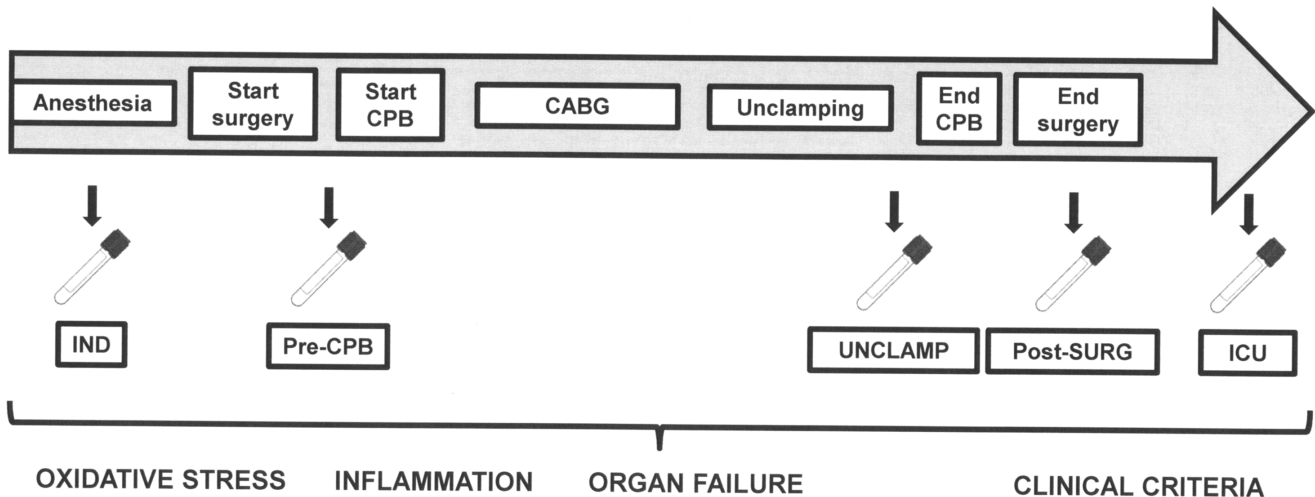 Anesthesia
Start
surgery
Start
CPB
CABG
Unclamping
End
CPB
End
surgery
IND
Pre-CPB
UNCLAMP
Post-SURG
ICU
OXIDATIVE STRESS INFLAMMATION ORGAN FAILURE CLINICAL CRITERIA